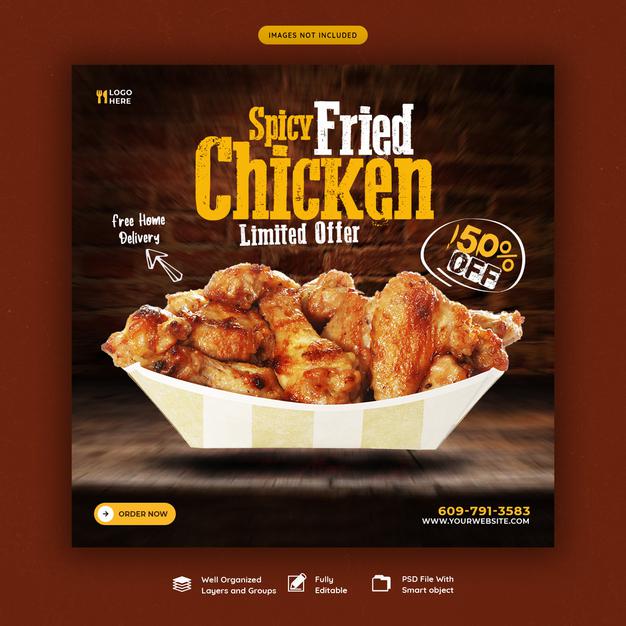 IMAGES NOT INCLUDED
LOGO
HERE
Spicy Fried
Chicken
Limited Offer
free Home
Delivery
50%
OFF
ORDER NOW
609-791-3583
WWW.YOURWEBSITE.COM
Well Organized
Layers and Groups
Fully
Editable
PSD File With
Smart object